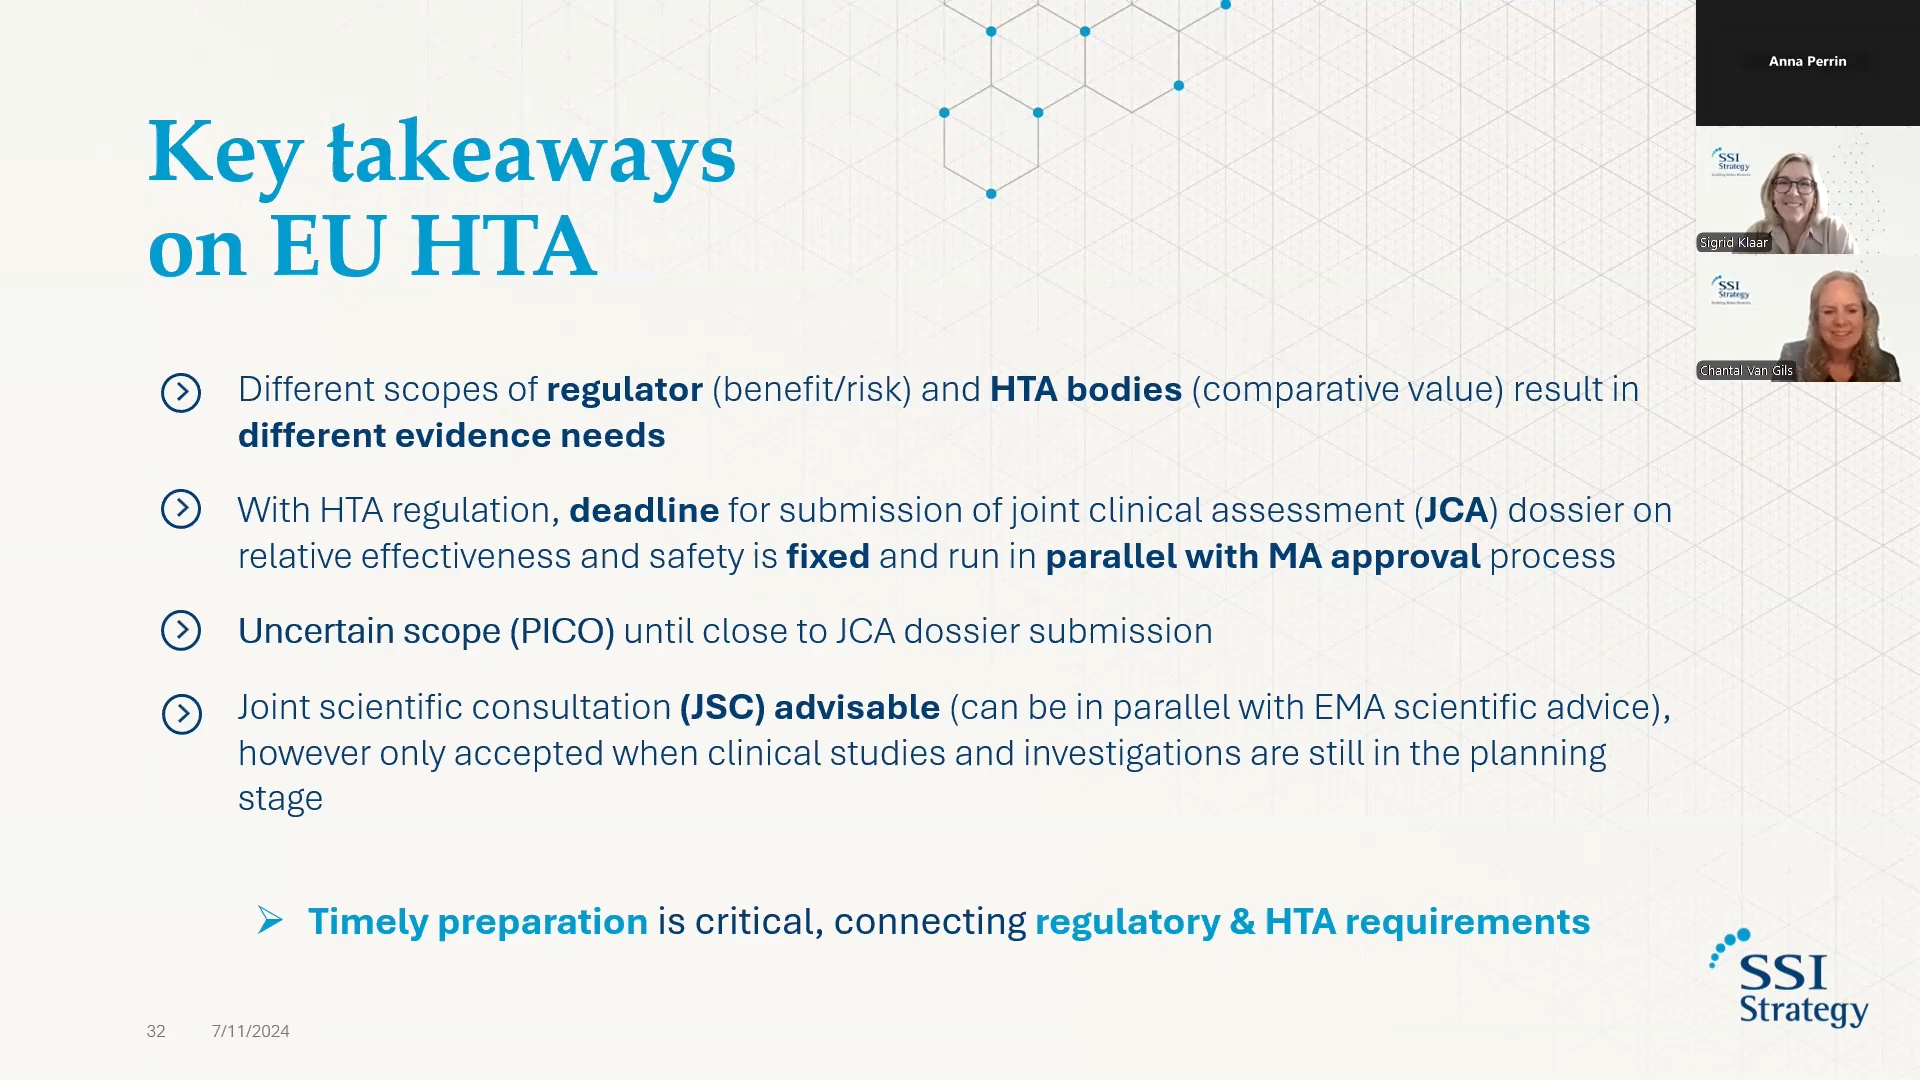 Key takeaways
on EU HTA
Different scopes of regulator (benefit/risk) and HTA bodies (comparative value) result in
different evidence needs
With HTA regulation, deadline for submission of joint clinical assessment (JCA) dossier on
relative effectiveness and safety is fixed and run in parallel with MA approval process
Uncertain scope (PICO) until close to JCA dossier submission
Joint scientific consultation (JSC) advisable (can be in parallel with EMA scientific advice),
however only accepted when clinical studies and investigations are still in the planning
stage
Timely preparation is critical, connecting regulatory & HTA requirements
32 7/11/2024
SSI
Strategy
Anna Perrin
SSI
Strategy
Sigrid Klaar
SSI
Strategy
Chantal Van Gils